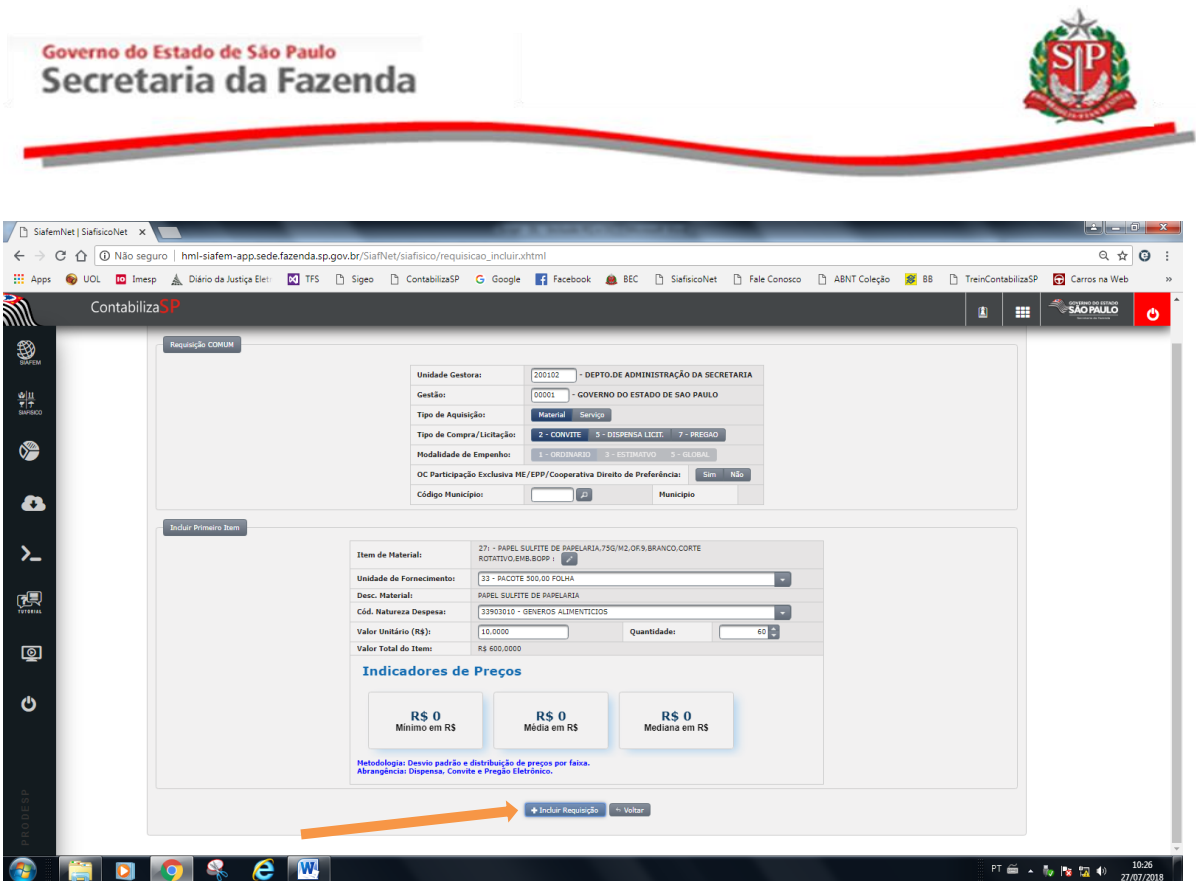 Governo do Estado de São Paulo
Secretaria da Fazenda
SP
SiafemNet | SiafisicoNet
Não seguro | hml-siafem-app.sede.fazenda.sp.gov.br/SiafNet/siafisico/requisicao_incluir.xhtml
Apps UOL Imesp Diário da Justiça Eletr TFS Sigeo ContabilizaSP Google Facebook BEC SiafisicoNet Fale Conosco ABNT Coleção BB TreinContabilizaSP Carros na Web »
ContabilizaSP
GOVERNO DO ESTADO
SÃO PAULO
SIAFEM
SIAFISICO
TUTORIAL
PRODESP
Requisição COMUM
Unidade Gestora: 200102 - DEPTO.DE ADMINISTRAÇÃO DA SECRETARIA
Gestão: 00001 - GOVERNO DO ESTADO DE SAO PAULO
Tipo de Aquisição: Material Serviço
Tipo de Compra/Licitação: 2 - CONVITE 5 - DISPENSA LICIT. 7 - PREGAO
Modalidade de Empenho: 1 - ORDINARIO 3 - ESTIMATVO 5 - GLOBAL
OC Participação Exclusiva ME/EPP/Cooperativa Direito de Preferência: Sim Não
Código Município: Municipio
Incluir Primeiro Item
Item de Material: 27: - PAPEL SULFITE DE PAPELARIA,75G/M2,OF.9,BRANCO,CORTE
ROTATIVO,EMB.BOPP :
Unidade de Fornecimento: 33 - PACOTE 500,00 FOLHA
Desc. Material: PAPEL SULFITE DE PAPELARIA
Cód. Natureza Despesa: 33903010 - GENEROS ALIMENTICIOS
Valor Unitário (R$): 10,0000 Quantidade: 60
Valor Total do Item: R$ 600,0000
Indicadores de Preços
R$ 0 R$ 0 R$ 0
Mínimo em R$ Média em R$ Mediana em R$
Metodologia: Desvio padrão e distribuição de preços por faixa.
Abrangência: Dispensa, Convite e Pregão Eletrônico.
Incluir Requisição Voltar
PT 10:26
27/07/2018